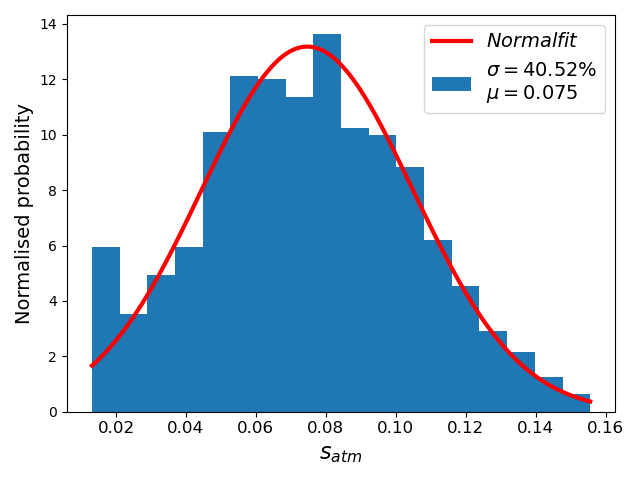 14
12
10
8
6
4
2
0
Normalised probability
Normalfit
σ = 40.52%
μ = 0.075
0.02 0.04 0.06 0.08 0.10 0.12 0.14 0.16
s_atm